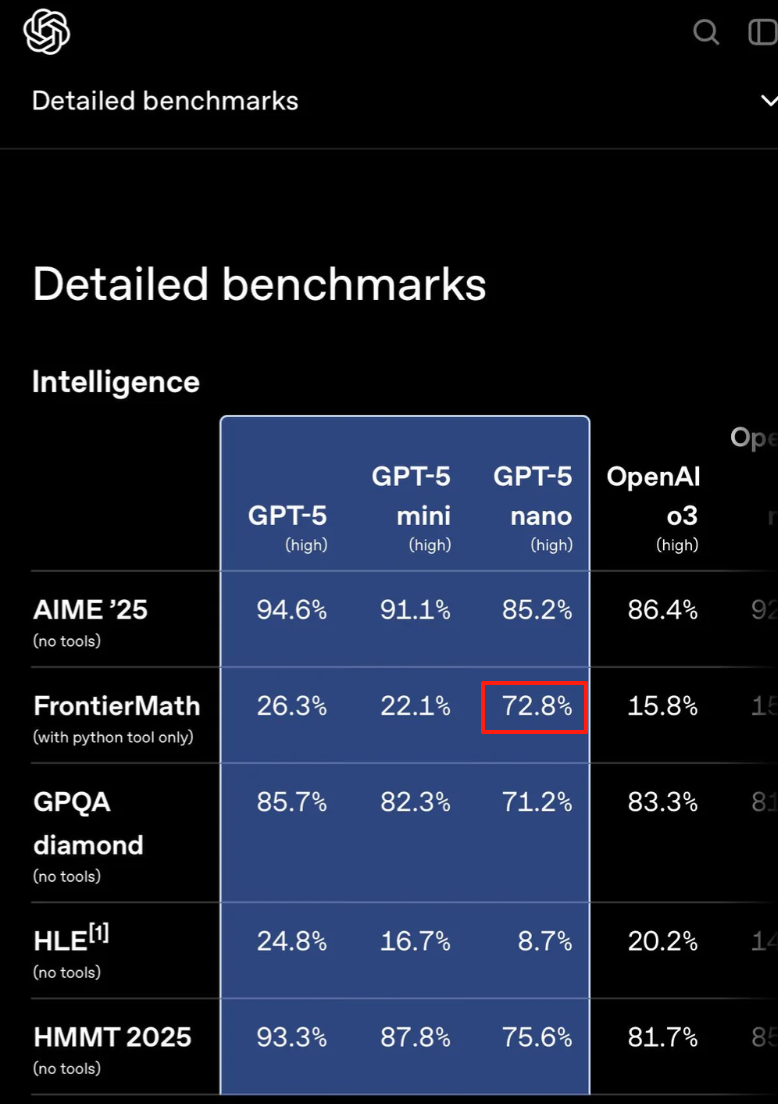 Detailed benchmarks
Detailed benchmarks
Intelligence
GPT-5 (high) GPT-5 mini (high) GPT-5 nano (high) OpenAI o3 (high)
AIME ’25 (no tools) 94.6% 91.1% 85.2% 86.4%
FrontierMath (with python tool only) 26.3% 22.1% 72.8% 15.8%
GPQA diamond (no tools) 85.7% 82.3% 71.2% 83.3%
HLE[1] (no tools) 24.8% 16.7% 8.7% 20.2%
HMMT 2025 (no tools) 93.3% 87.8% 75.6% 81.7%